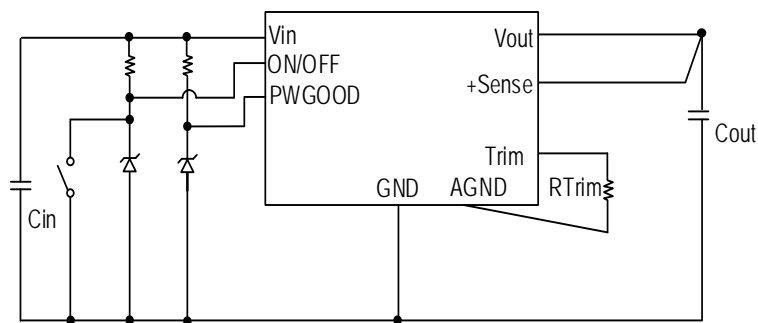 Vin
Vout
ON/OFF
+Sense
PWGOOD
Cout
Trim
GND
AGND
RTrim
Cin